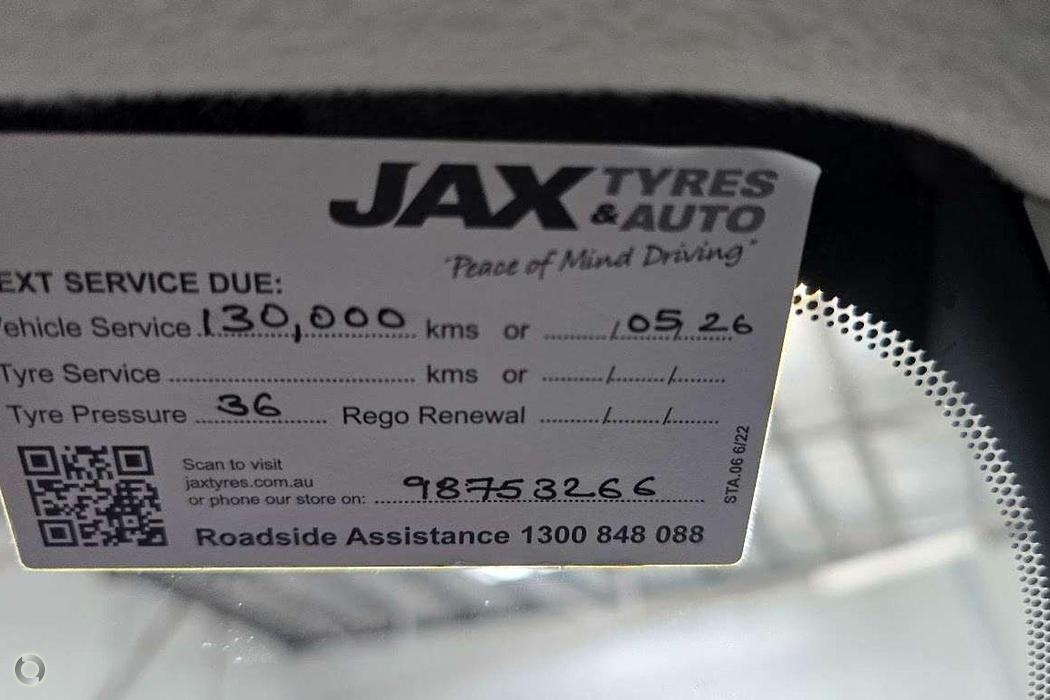 JAX TYRES & AUTO
"Peace of Mind Driving"
EXT SERVICE DUE:
ehicle Service 130,000 kms or ....../05/26
Tyre Service .............................. kms or ......../......../........
Tyre Pressure 36 Rego Renewal ......../......../........
Scan to visit
jaxtyres.com.au
or phone our store on: 98753266
Roadside Assistance 1300 848 088
STA.06 6/22